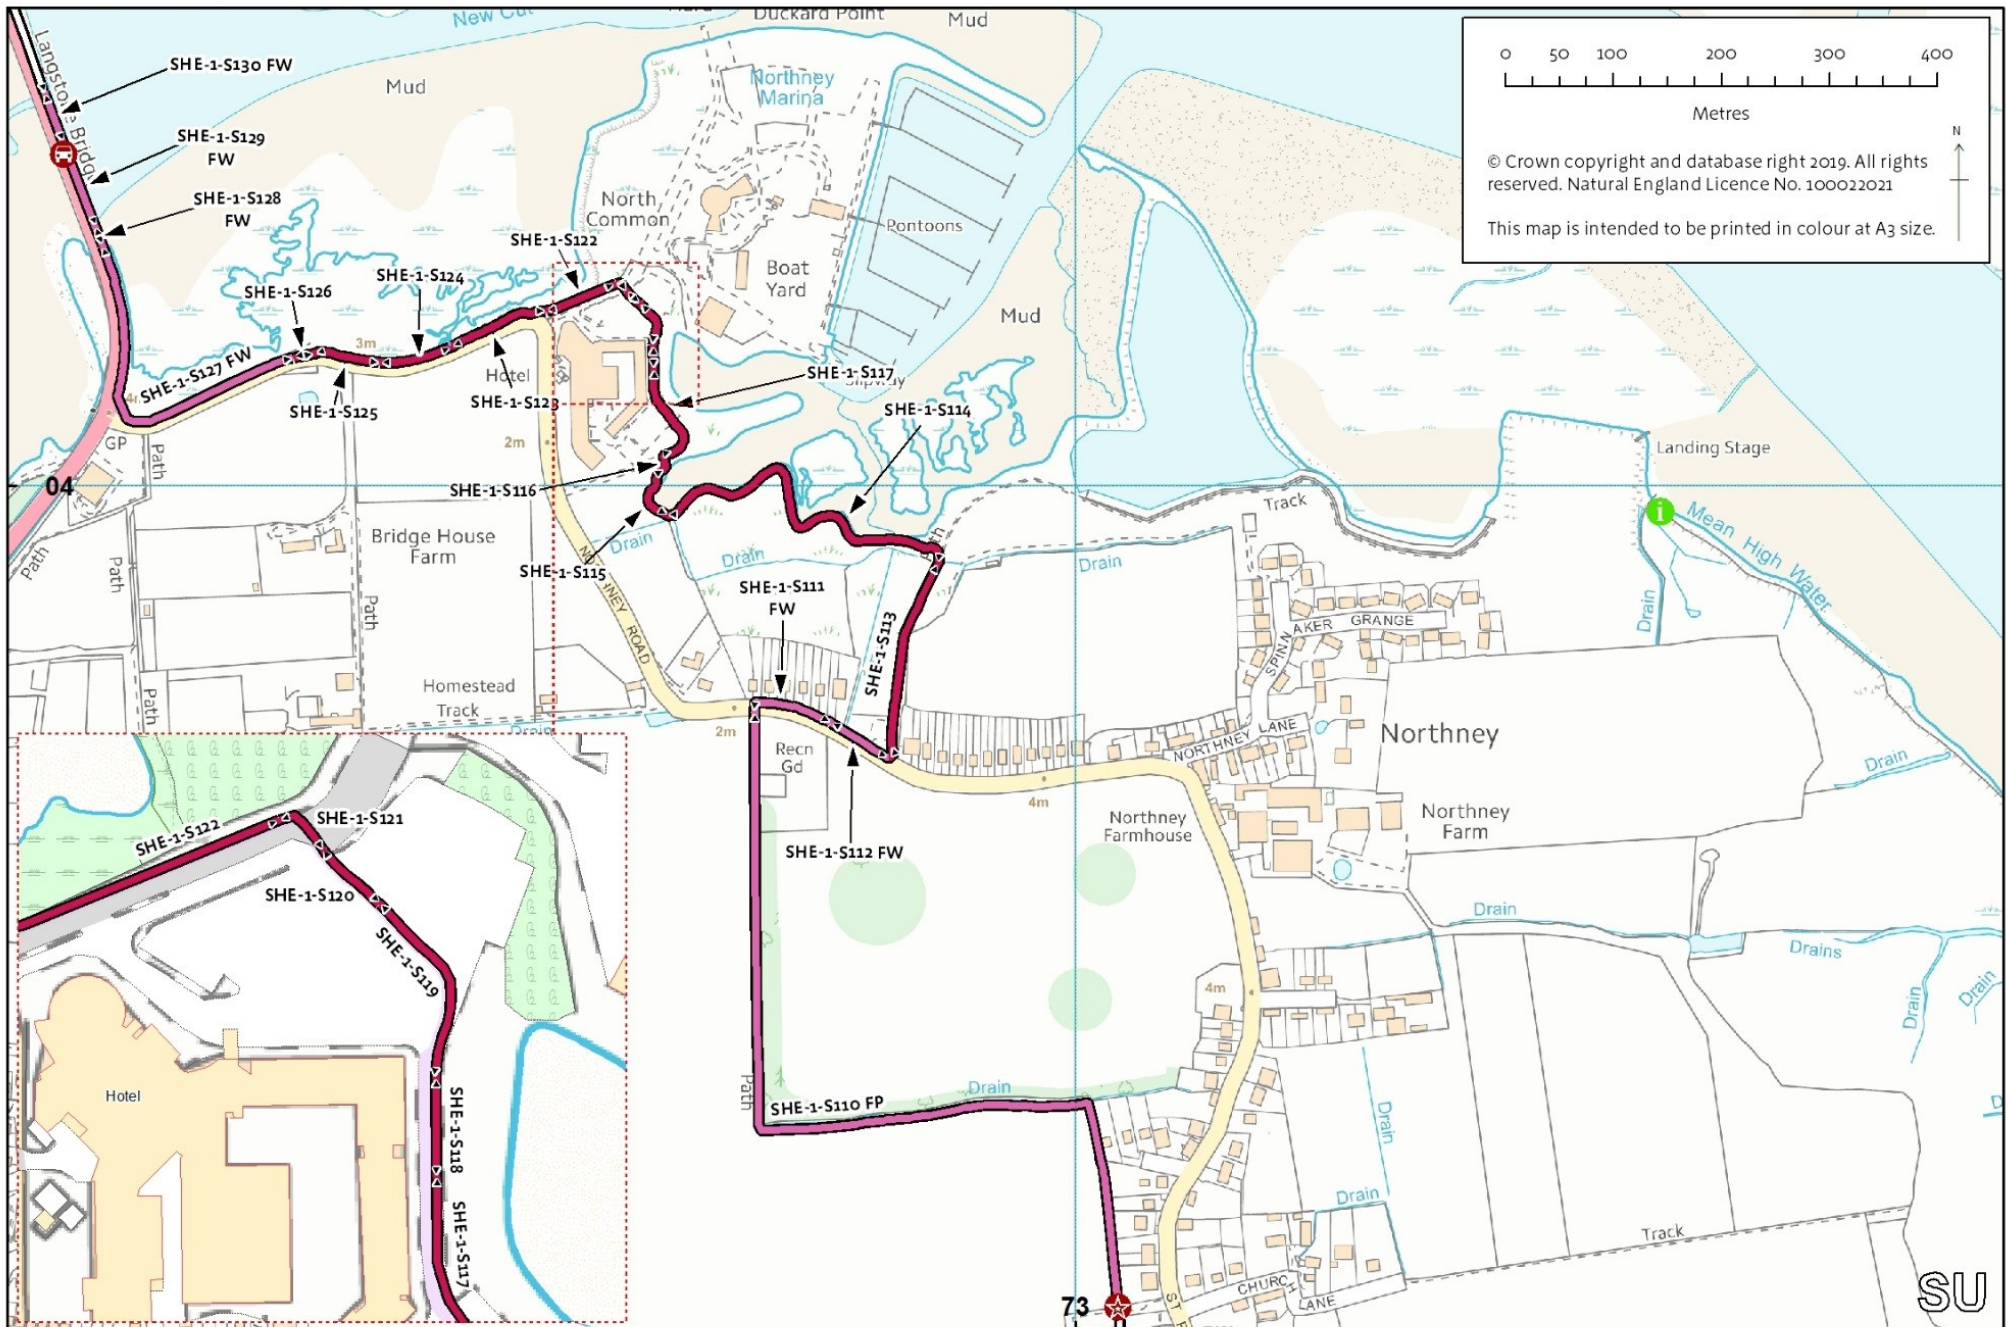 New Cut
Duckard Point
Mud
0 50 100 200 300 400
Metres
N
© Crown copyright and database right 2019. All rights
reserved. Natural England Licence No. 100022021
This map is intended to be printed in colour at A3 size.
SHE-1-S130 FW
Langstone Bridge
Mud
Northney
Marina
SHE-1-S129
FW
SHE-1-S128
FW
North
Common
Pontoons
SHE-1-S122
SHE-1-S124
Boat
Yard
SHE-1-S126
Mud
3m
SHE-1-S127 FW
Hotel
SHE-1-S117
Slipway
SHE-1-S123
SHE-1-S125
SHE-1-S114
GP
2m
Path
Landing Stage
04
SHE-1-S116
Track
Mean High Water
Bridge House
Farm
Path
Path
Path
Drain
Drain
Path
Drain
SHE-1-S115
SHE-1-S111
FW
Drain
NORTHNEY ROAD
SPINNAKER GRANGE
SHE-1-S113
Homestead
Track
Path
Drain
2m
Recn
Gd
NORTHNEY LANE
Northney
Drain
4m
Northney
Farmhouse
Northney
Farm
SHE-1-S112 FW
SHE-1-S122
SHE-1-S121
SHE-1-S120
SHE-1-S119
Drain
Drains
4m
Drain
Drain
Hotel
SHE-1-S118
Path
SHE-1-S110 FP
Drain
Drain
SHE-1-S117
Drain
Track
CHURCH
LANE
73
ST
SU